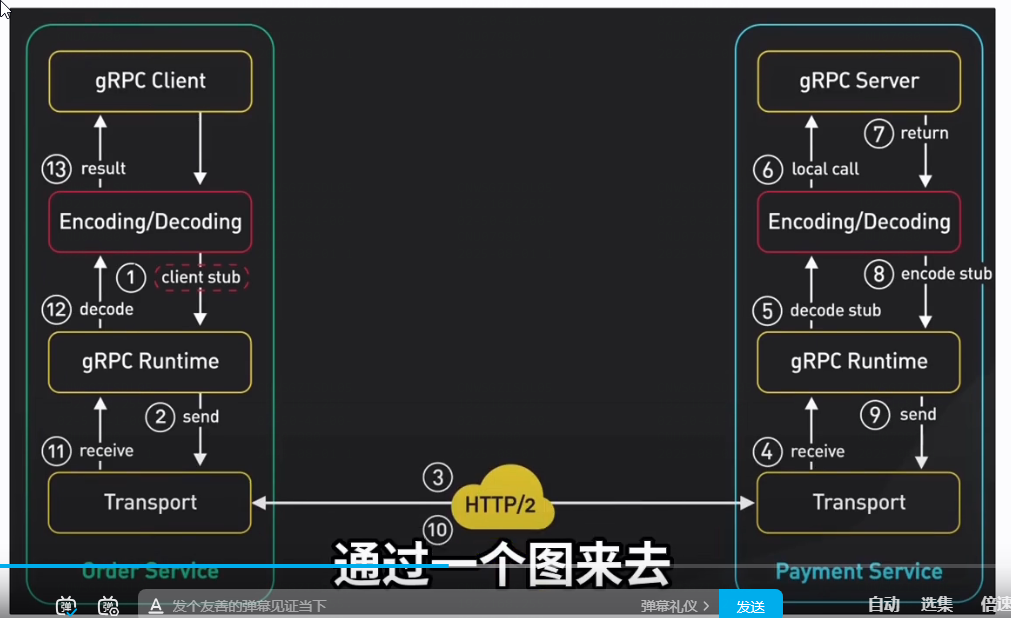 gRPC Client
gRPC Server
7 return
13 result
6 local call
Encoding/Decoding
Encoding/Decoding
1 client stub
8 encode stub
12 decode
5 decode stub
gRPC Runtime
gRPC Runtime
2 send
9 send
11 receive
4 receive
3
Transport
HTTP/2
Transport
10
通过一个图来去
Order Service
Payment Service
弹
弹
A 发个友善的弹幕见证当下
弹幕礼仪 >
发送
自动
选集
倍速